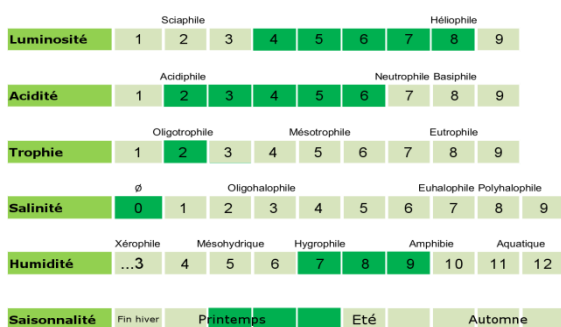 Sciaphile Héliophile
Luminosité 1 2 3 4 5 6 7 8 9
Acidiphile Neutrophile Basiphile
Acidité 1 2 3 4 5 6 7 8 9
Oligotrophile Mésotrophile Eutrophile
Trophie 1 2 3 4 5 6 7 8 9
Ø Oligohalophile Euhalophile Polyhalophile
Salinité 0 1 2 3 4 5 6 7 8 9
Xérophile Mésohydrique Hygrophile Amphibie Aquatique
Humidité ...3 4 5 6 7 8 9 10 11 12
Saisonnalité Fin hiver Printemps Eté Automne